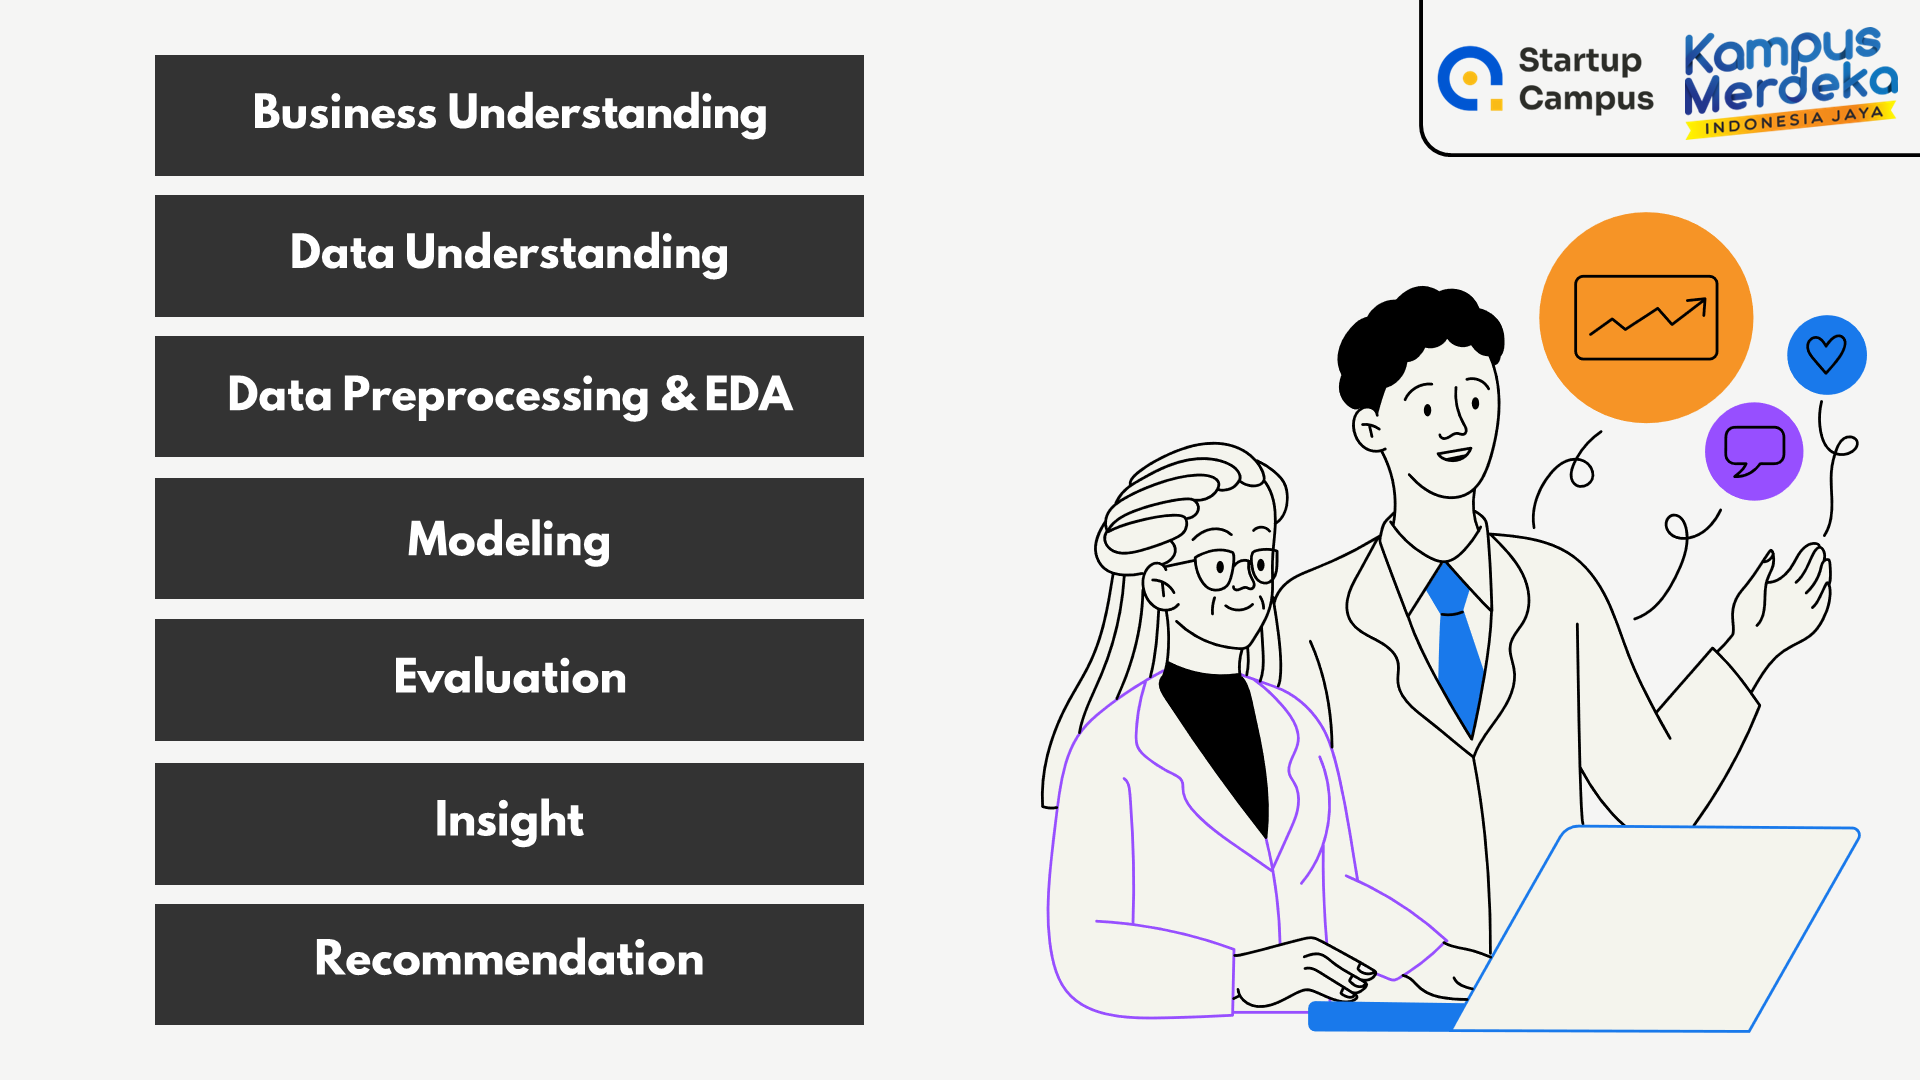 Business Understanding
Data Understanding
Data Preprocessing & EDA
Modeling
Evaluation
Insight
Recommendation
Startup
Campus
Kampus
Merdeka
INDONESIA JAYA